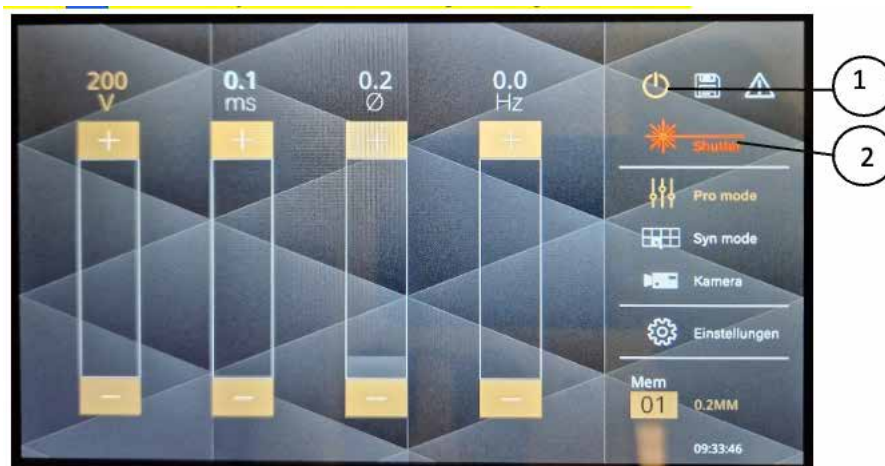 200
V
0.1
ms
0.2
Ø
0.0
Hz
1
Shutter
2
Pro mode
Syn mode
Kamera
Einstellungen
Mem
01
0.2MM
09:33:46